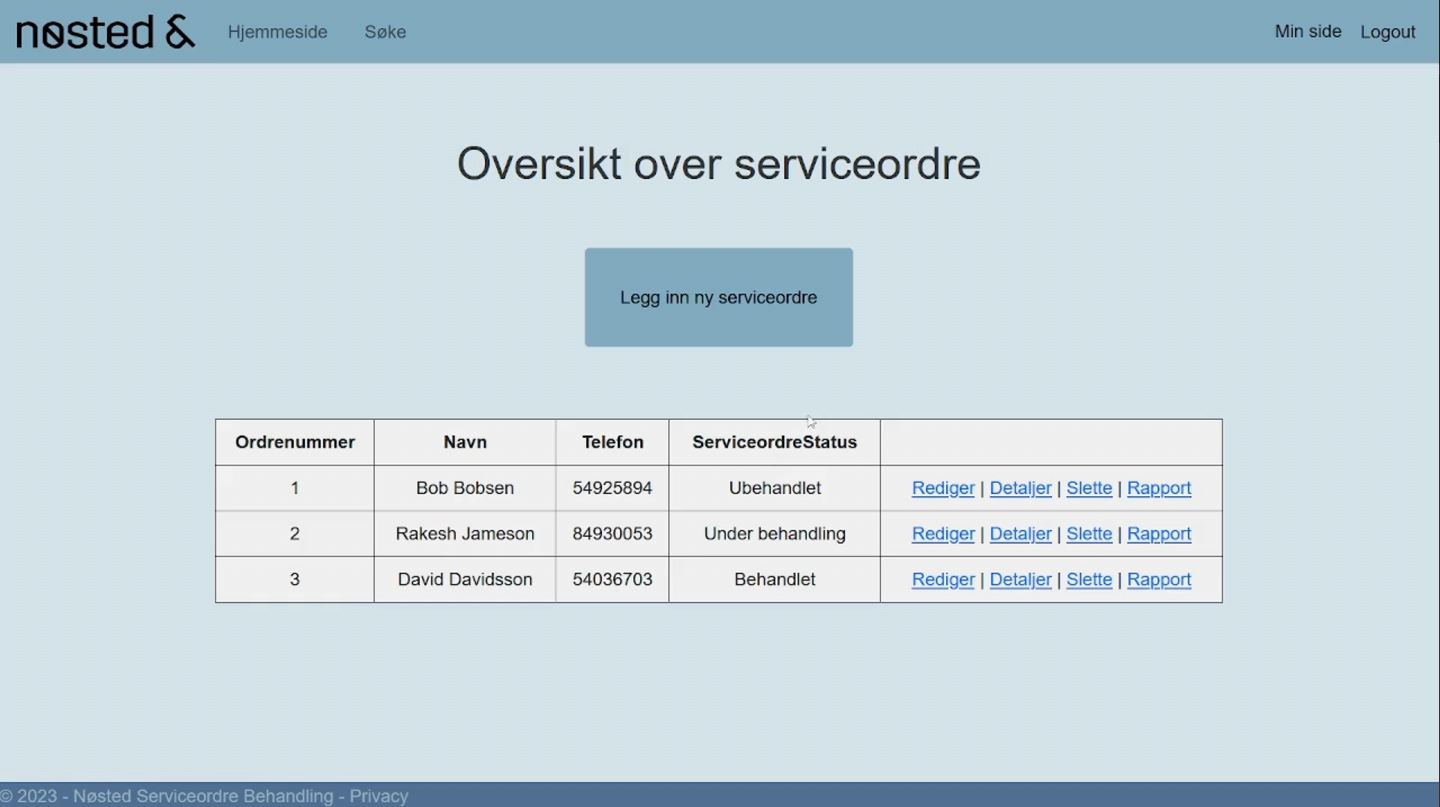 nøsted & Hjemmeside Søke Min side Logout
Oversikt over serviceordre
Legg inn ny serviceordre
Ordrenummer Navn Telefon ServiceordreStatus
1 Bob Bobsen 54925894 Ubehandlet Rediger | Detaljer | Slette | Rapport
2 Rakesh Jameson 84930053 Under behandling Rediger | Detaljer | Slette | Rapport
3 David Davidsson 54036703 Behandlet Rediger | Detaljer | Slette | Rapport
© 2023 - Nøsted Serviceordre Behandling - Privacy